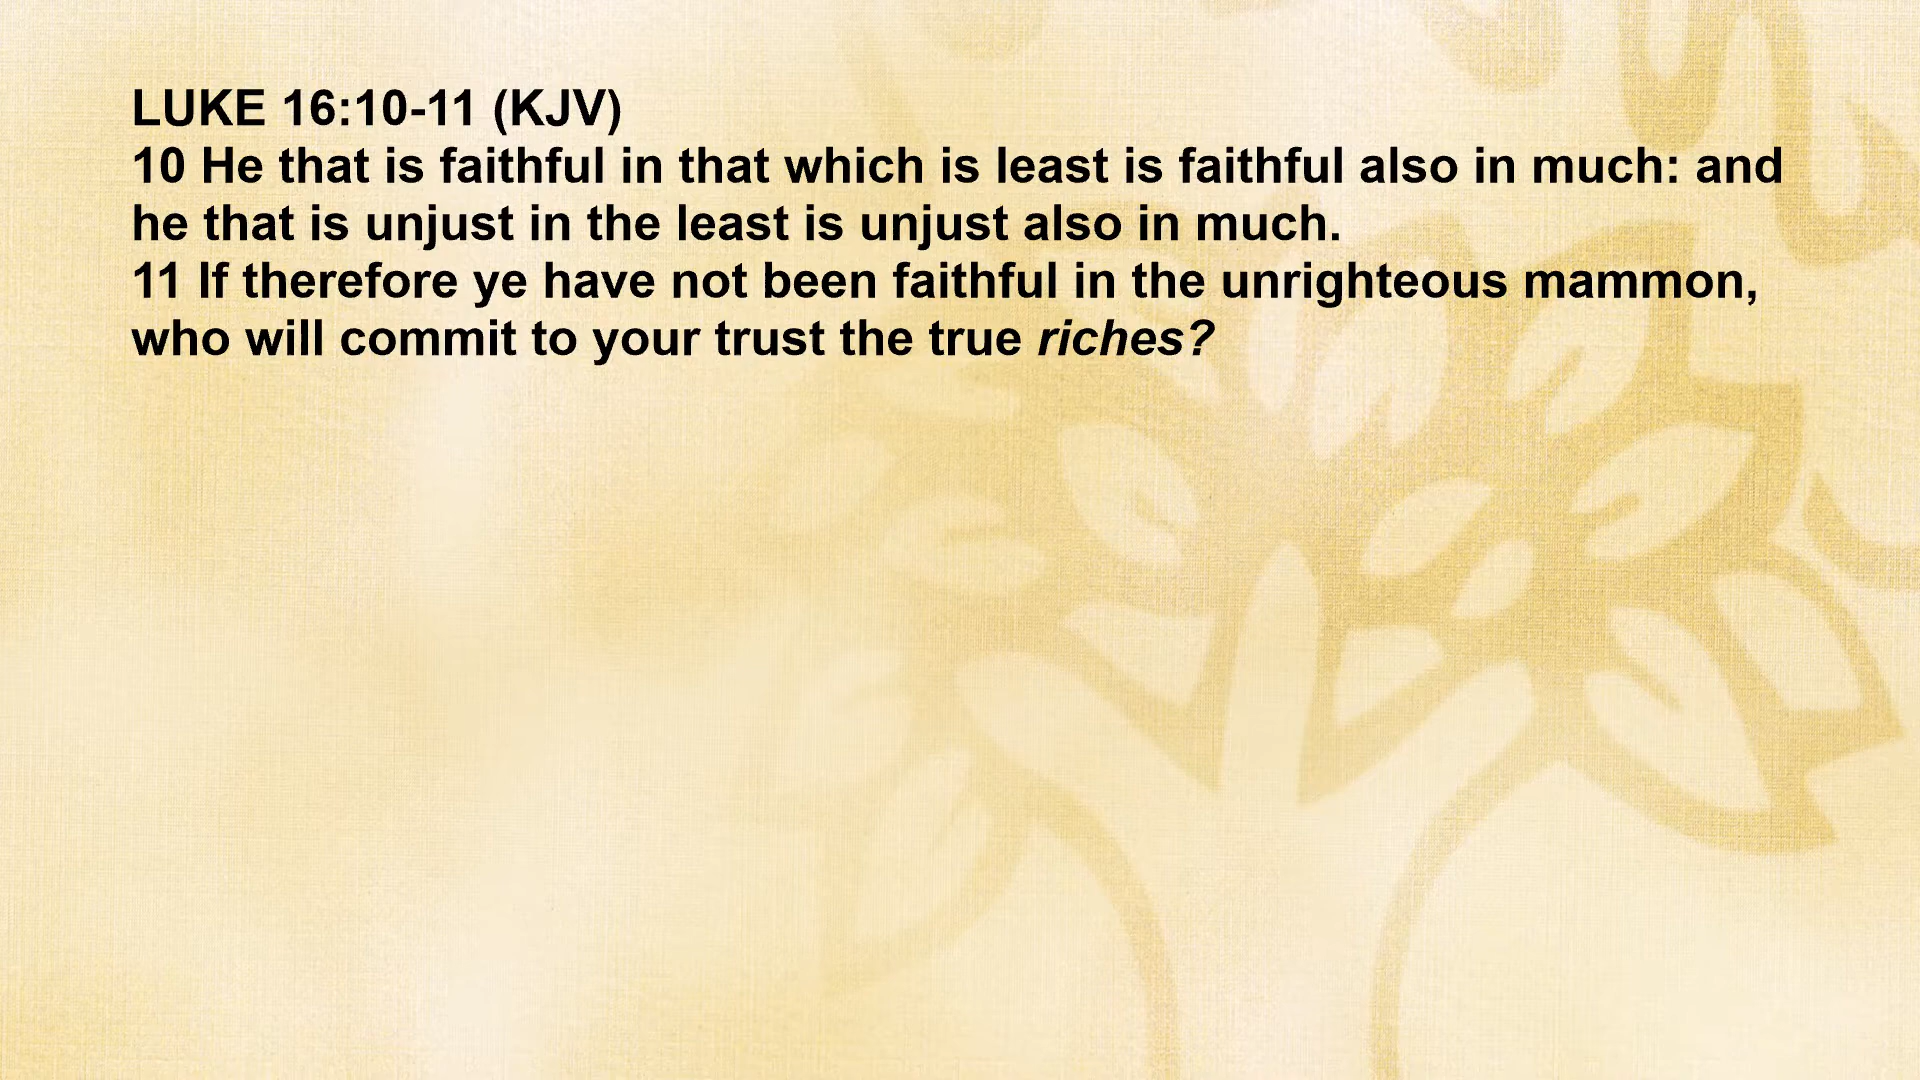 LUKE 16:10-11 (KJV)
10 He that is faithful in that which is least is faithful also in much: and
he that is unjust in the least is unjust also in much.
11 If therefore ye have not been faithful in the unrighteous mammon,
who will commit to your trust the true riches?